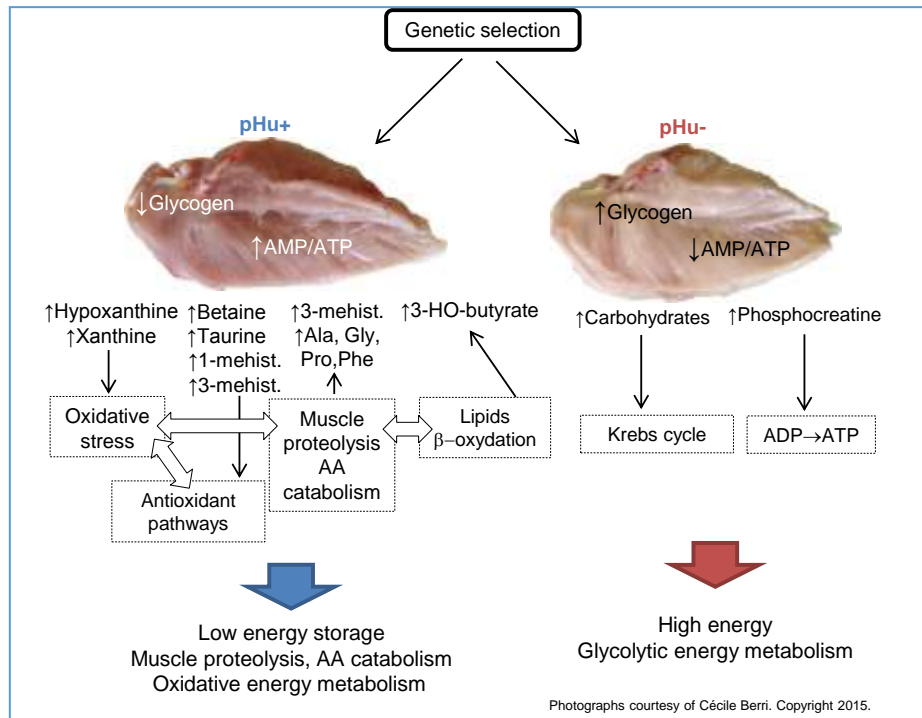 Genetic selection
pHu+
pHu-
↓Glycogen
↑AMP/ATP
↑Glycogen
↓AMP/ATP
↑Hypoxanthine
↑Xanthine
↑Betaine
↑Taurine
↑1-mehist.
↑3-mehist.
↑3-mehist.
↑Ala, Gly,
Pro,Phe
↑3-HO-butyrate
↑Carbohydrates
↑Phosphocreatine
Oxidative
stress
Muscle
proteolysis
AA
catabolism
Lipids
β−oxydation
Krebs cycle
ADP→ATP
Antioxidant
pathways
Low energy storage
Muscle proteolysis, AA catabolism
Oxidative energy metabolism
High energy
Glycolytic energy metabolism
Photographs courtesy of Cécile Berri. Copyright 2015.